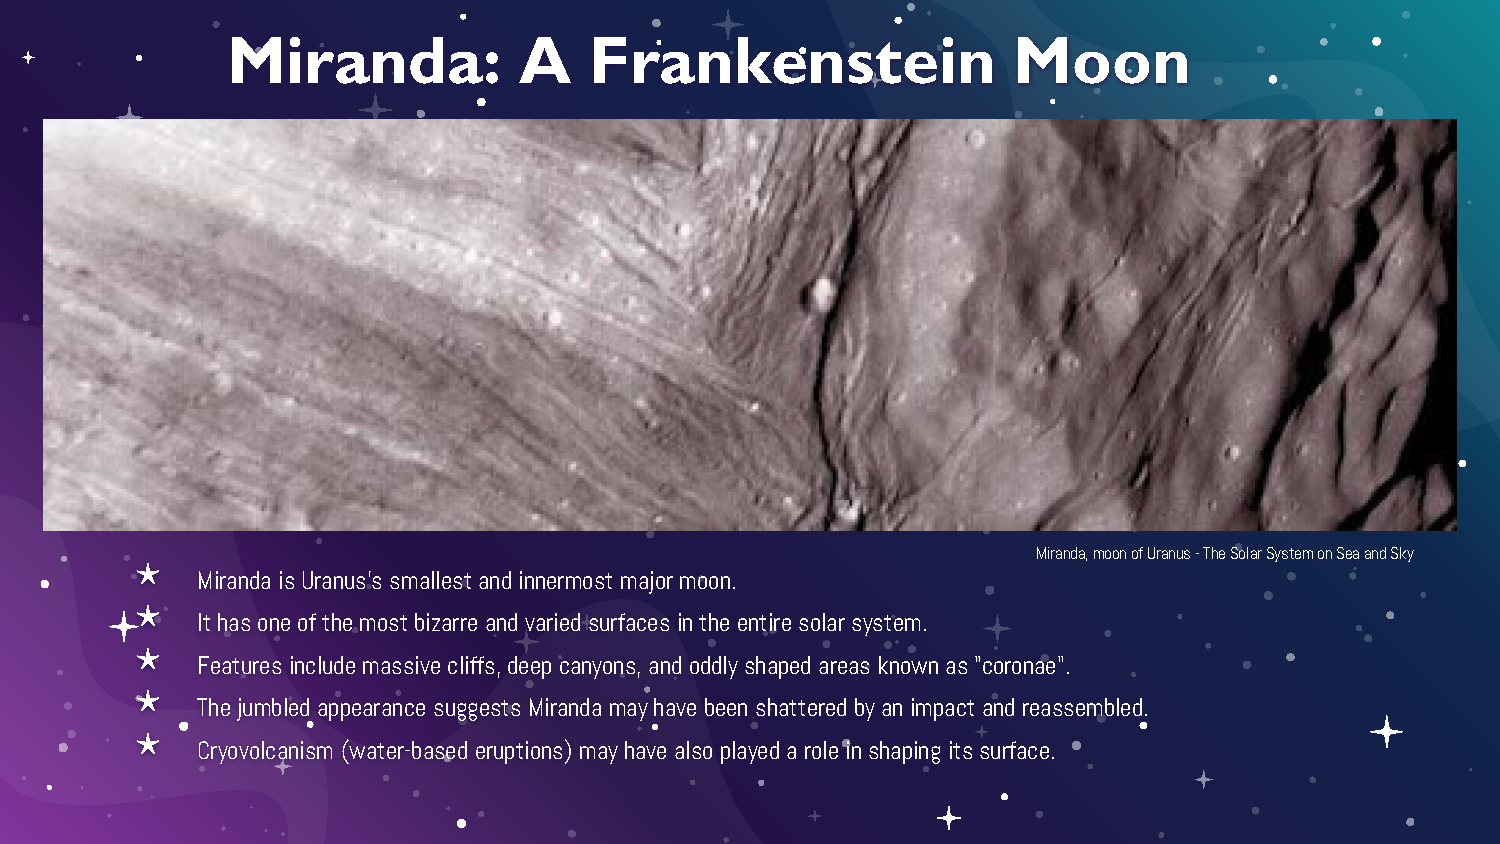 Miranda: A Frankenstein Moon
Miranda, moon of Uranus - The Solar System on Sea and Sky
Miranda is Uranus's smallest and innermost major moon.
It has one of the most bizarre and varied surfaces in the entire solar system.
Features include massive cliffs, deep canyons, and oddly shaped areas known as "coronae".
The jumbled appearance suggests Miranda may have been shattered by an impact and reassembled.
Cryovolcanism (water-based eruptions) may have also played a role in shaping its surface.